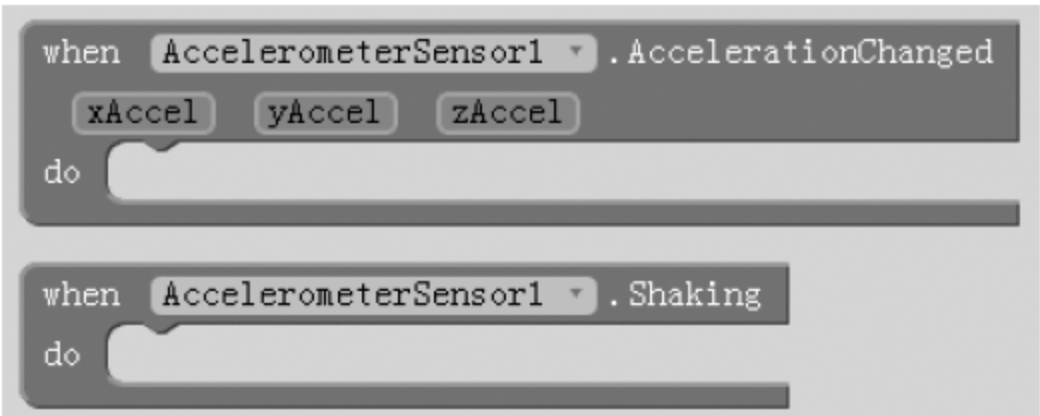 when AccelerometerSensor1 .AccelerationChanged
xAccel yAccel zAccel
do
when AccelerometerSensor1 .Shaking
do